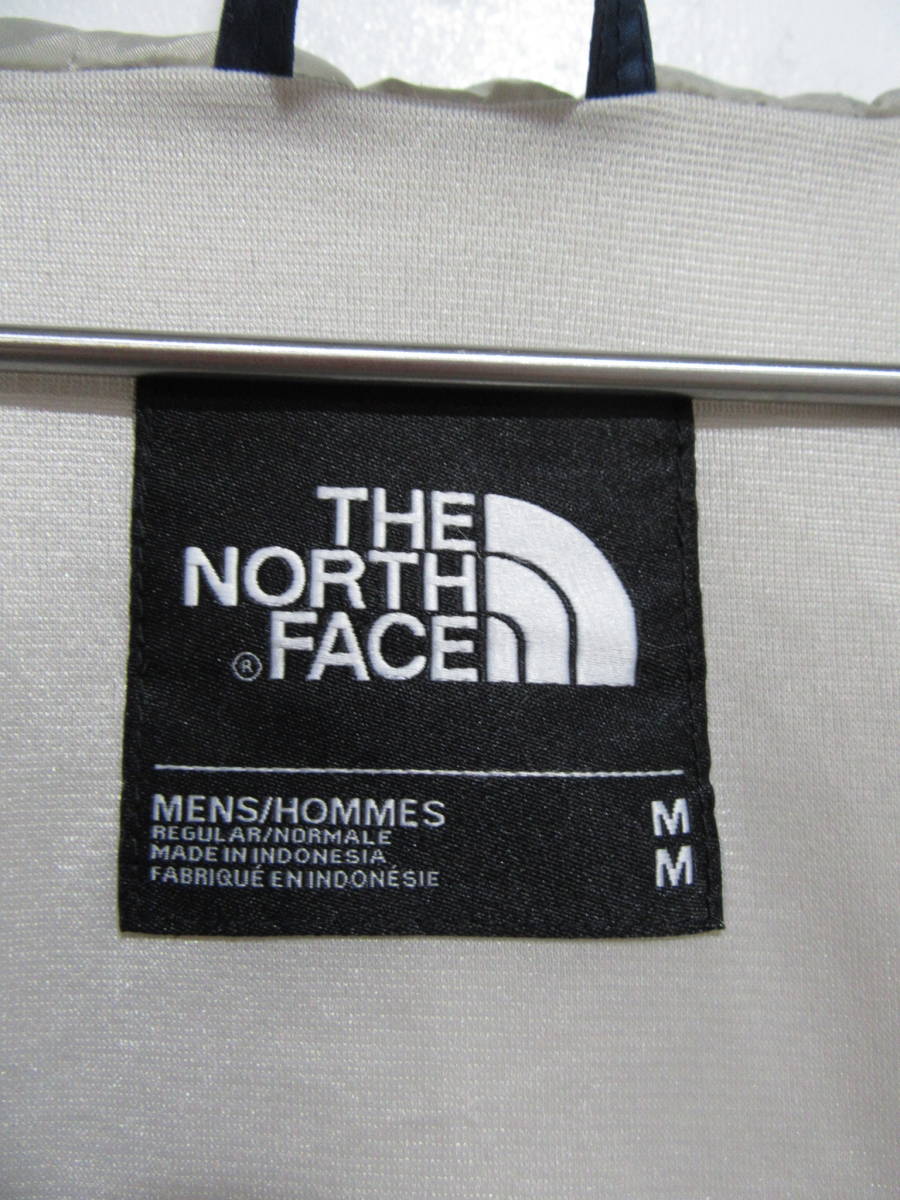 THE
NORTH
® FACE
MENS/HOMMES M
REGULAR/NORMALE
MADE IN INDONESIA M
FABRIQUÉ EN INDONÉSIE